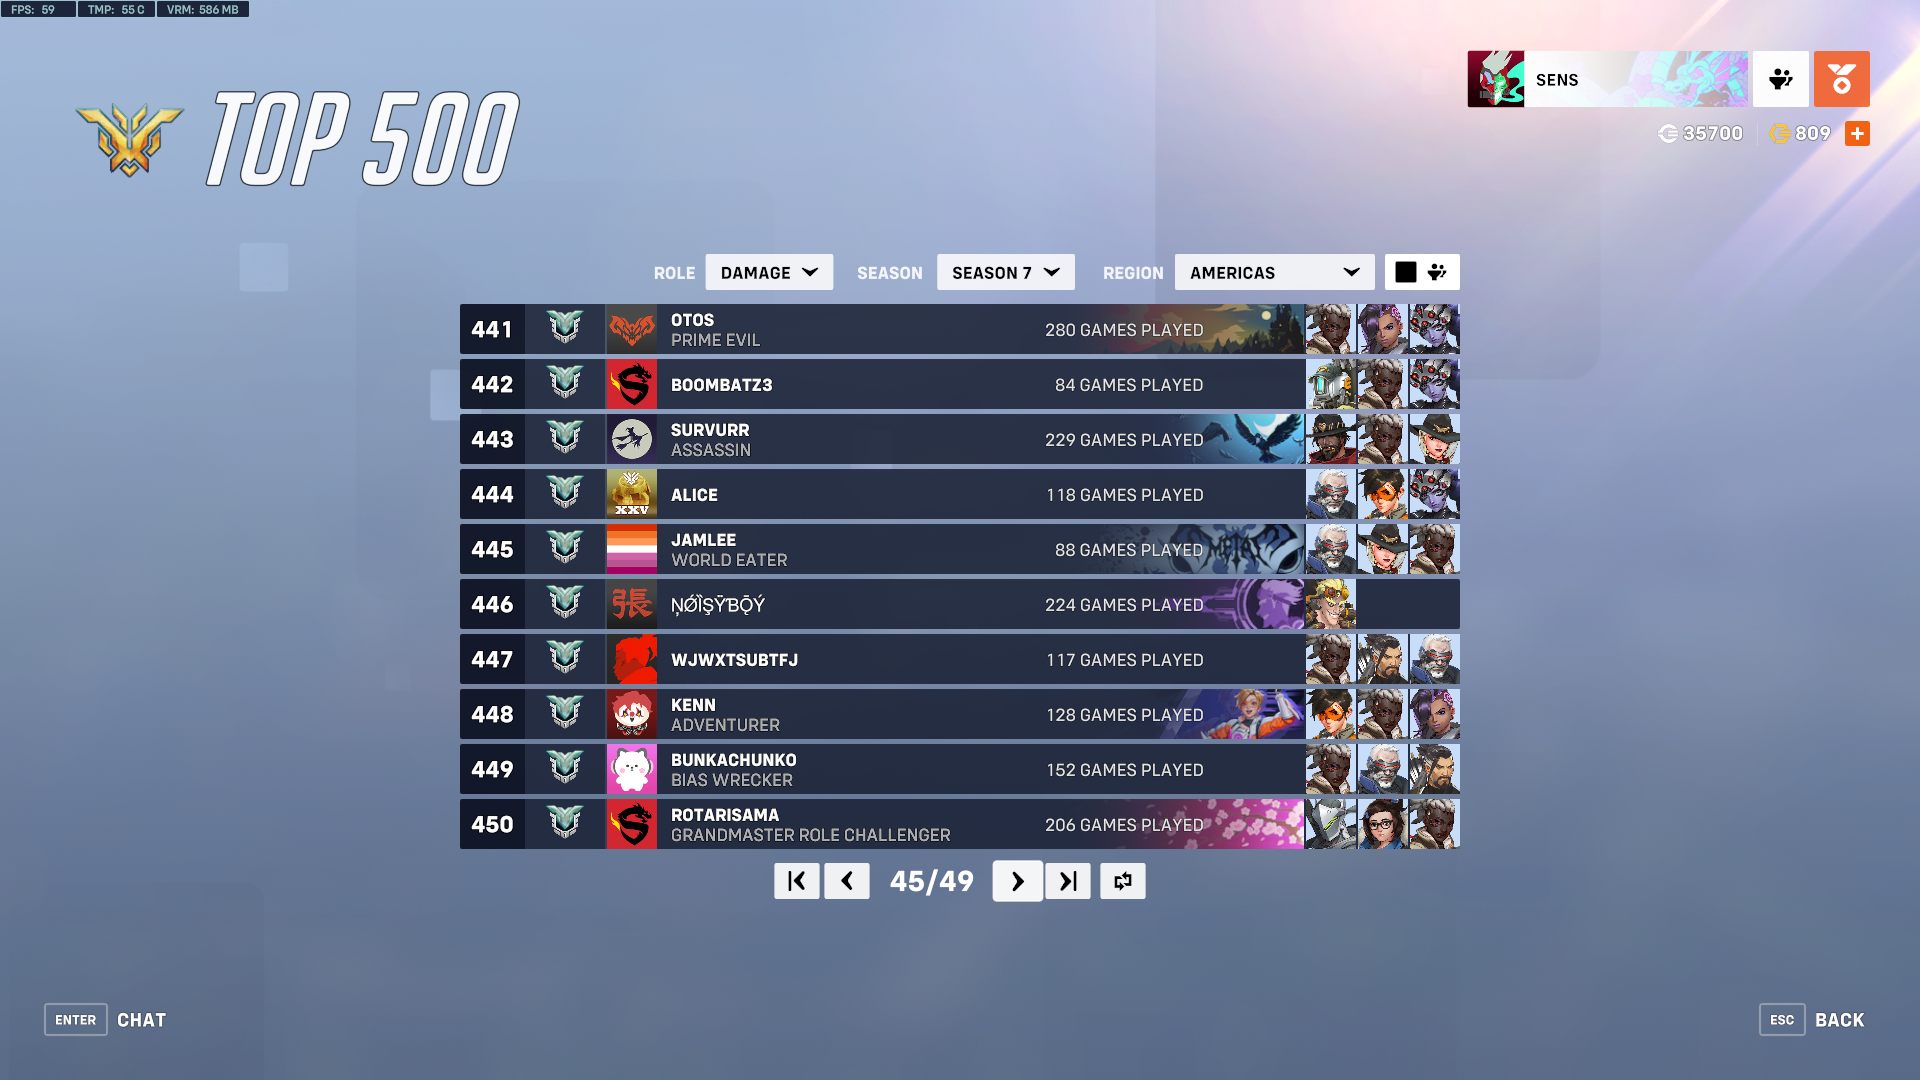 FPS: 59 TMP: 55 C VRM: 586 MB
TOP 500
SENS
35700 809
ROLE DAMAGE SEASON SEASON 7 REGION AMERICAS
441 OTOS 280 GAMES PLAYED
PRIME EVIL
442 BOOMBATZ3 84 GAMES PLAYED
443 SURVURR 229 GAMES PLAYED
ASSASSIN
444 XXV ALICE 118 GAMES PLAYED
445 JAMLEE 88 GAMES PLAYED METAL
WORLD EATER
446 張 ŅǾȈŞŸBǬÝ 224 GAMES PLAYED
447 WJWXTSUBTFJ 117 GAMES PLAYED
448 KENN 128 GAMES PLAYED
ADVENTURER
449 BUNKACHUNKO 152 GAMES PLAYED
BIAS WRECKER
450 ROTARISAMA 206 GAMES PLAYED
GRANDMASTER ROLE CHALLENGER
45/49
ENTER CHAT
ESC BACK